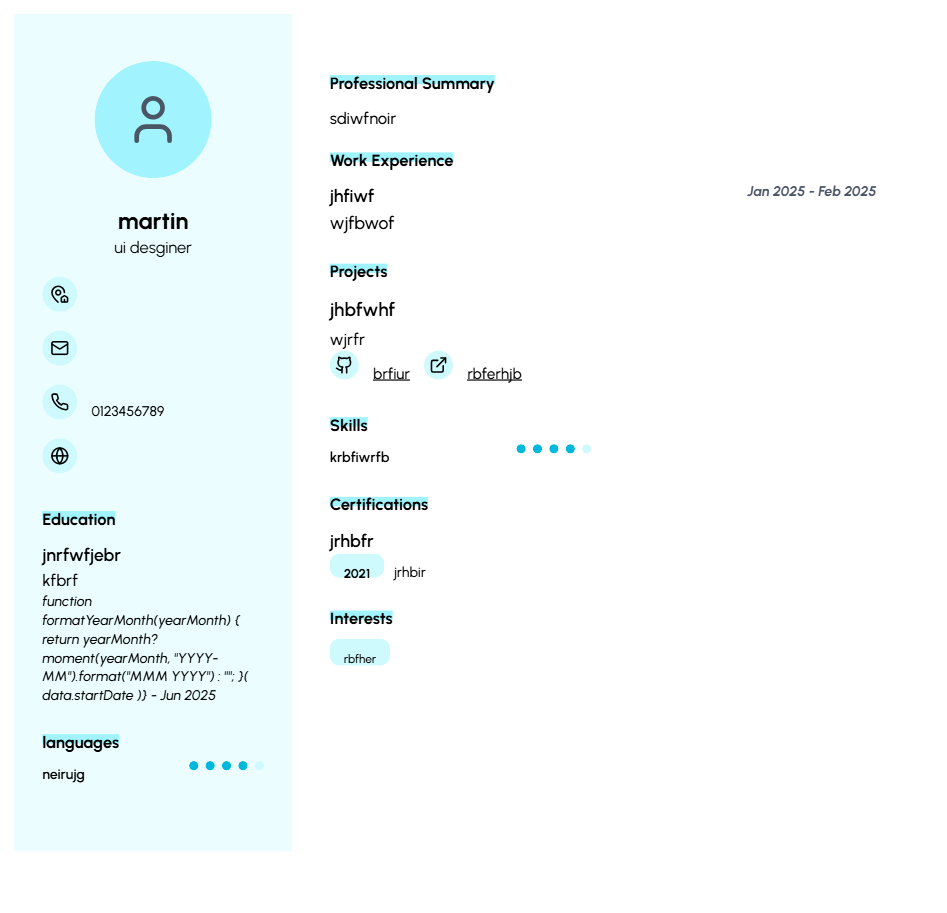 martin
ui desginer
0123456789
Education
jnrfwfjebr
kfbrf
function
formatYearMonth(yearMonth) {
return yearMonth?
moment(yearMonth, "YYYY-
MM").format("MMM YYYY") : ""; }(
data.startDate )} - Jun 2025
languages
neirujg
Professional Summary
sdiwfnoir
Work Experience
jhfiwf
Jan 2025 - Feb 2025
wjfbwof
Projects
jhbfwhf
wjrfr
brfiur rbferhjb
Skills
krbfiwrfb
Certifications
jrhbfr
2021 jrhbir
Interests
rbfher